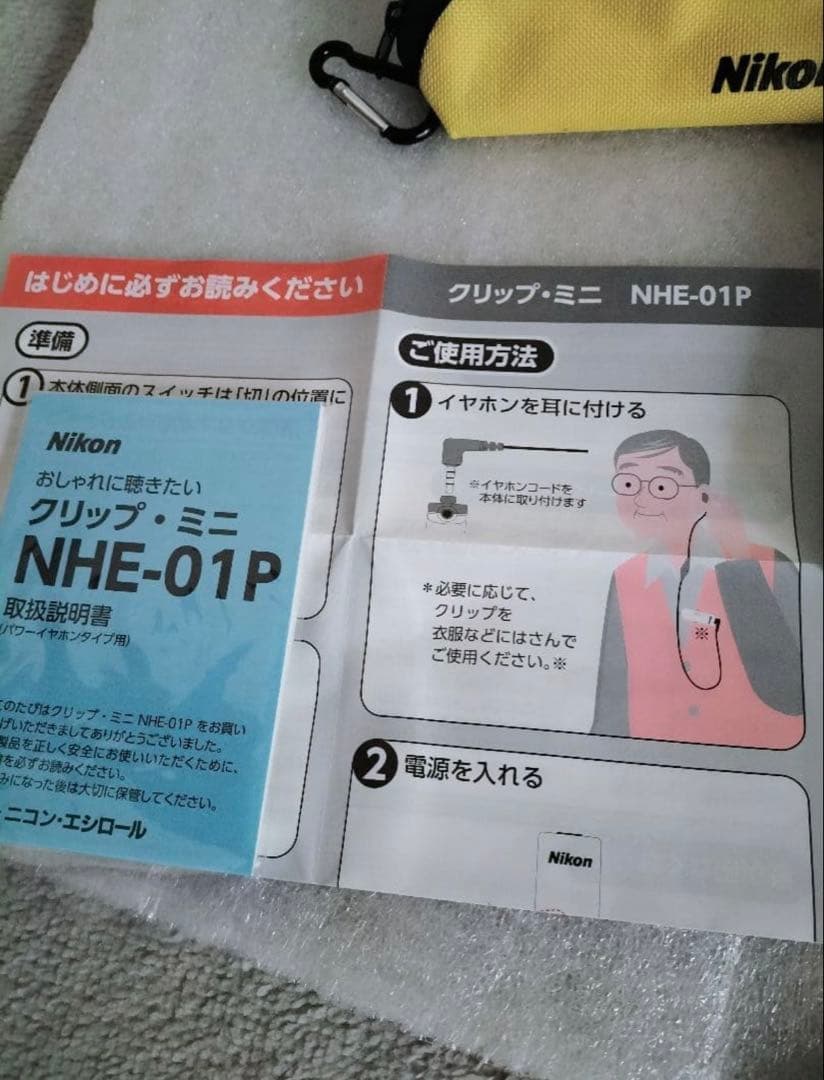 Niko
はじめに必ずお読みください
クリップ・ミニ NHE-01P
準備
1 本体側面のスイッチは「切」の位置に
ご使用方法
1 イヤホンを耳に付ける
※イヤホンコードを
本体に取り付けます
＊必要に応じて、
クリップを
衣服などにはさんで
ご使用ください。※
※
2 電源を入れる
Nikon
Nikon
おしゃれに聴きたい
クリップ・ミニ
NHE-01P
取扱説明書
(パワーイヤホンタイプ用)
このたびはクリップ・ミニ NHE-01P をお買い
げいただきましてありがとうございました。
製品を正しく安全にお使いいただくために、
を必ずお読みください。
みになった後は大切に保管してください。
ニコン・エシロール